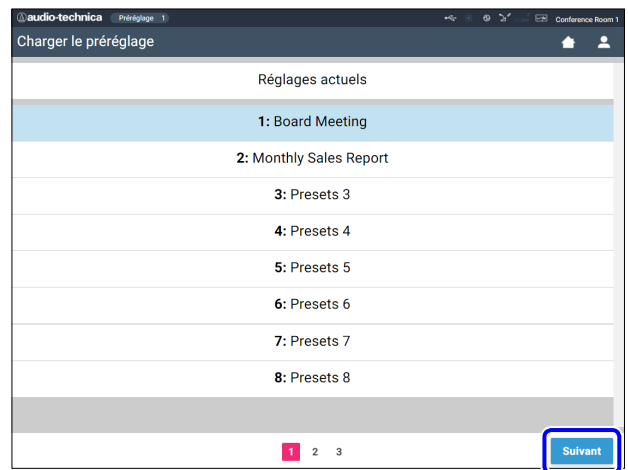 audio-technica Préréglage 1 Conference Room 1
Charger le préréglage
Réglages actuels
1: Board Meeting
2: Monthly Sales Report
3: Presets 3
4: Presets 4
5: Presets 5
6: Presets 6
7: Presets 7
8: Presets 8
1 2 3 Suivant